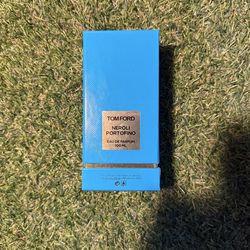 TOM FORD
NEROLI
PORTOFINO
EAU DE PARFUM
100 ML